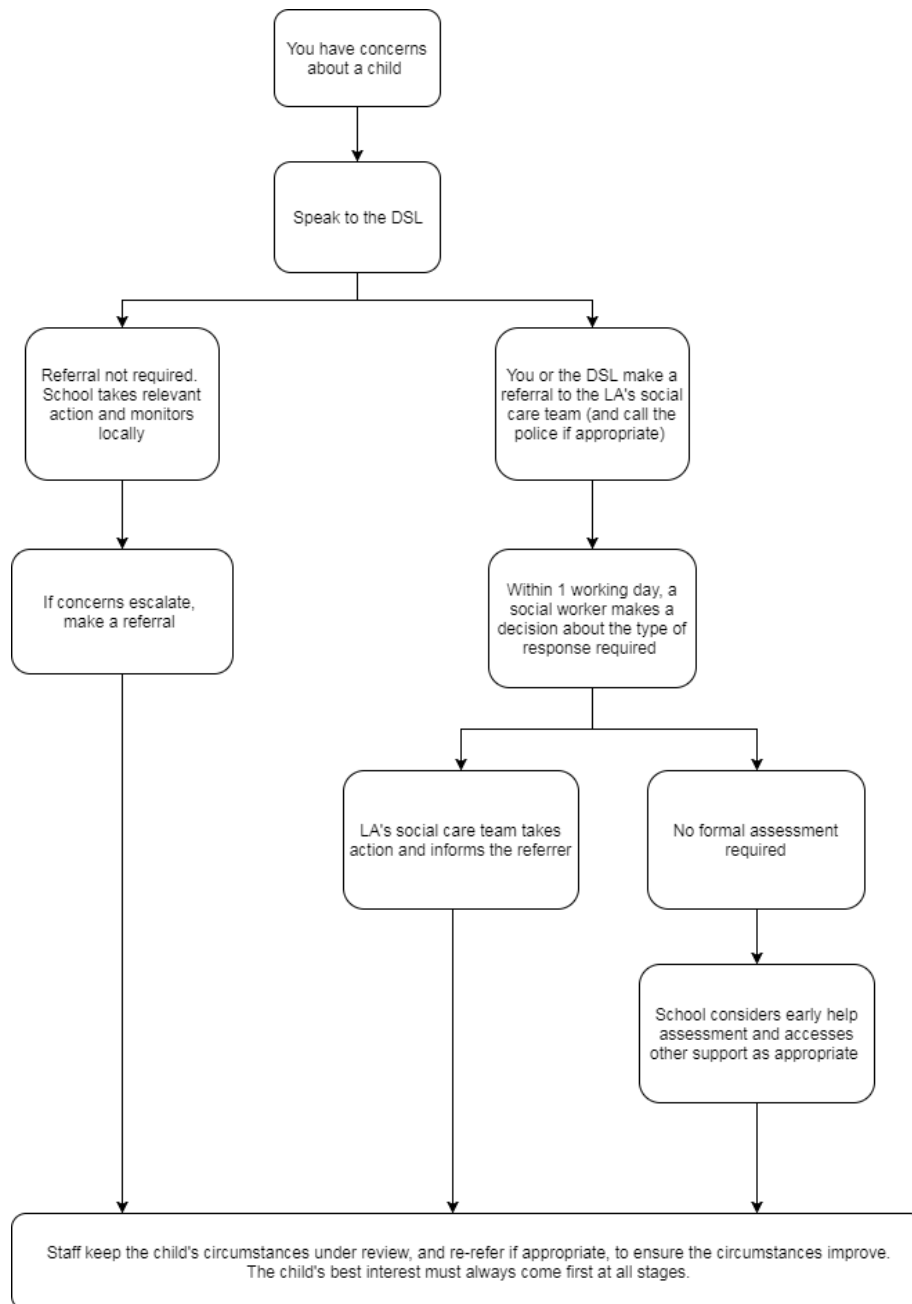 You have concerns
about a child
Speak to the DSL
Referral not required.
School takes relevant
action and monitors
locally
You or the DSL make a
referral to the LA's social
care team (and call the
police if appropriate)
If concerns escalate,
make a referral
Within 1 working day, a
social worker makes a
decision about the type of
response required
LA's social care team takes
action and informs the referrer
No formal assessment
required
School considers early help
assessment and accesses
other support as appropriate
Staff keep the child's circumstances under review, and re-refer if appropriate, to ensure the circumstances improve.
The child's best interest must always come first at all stages.